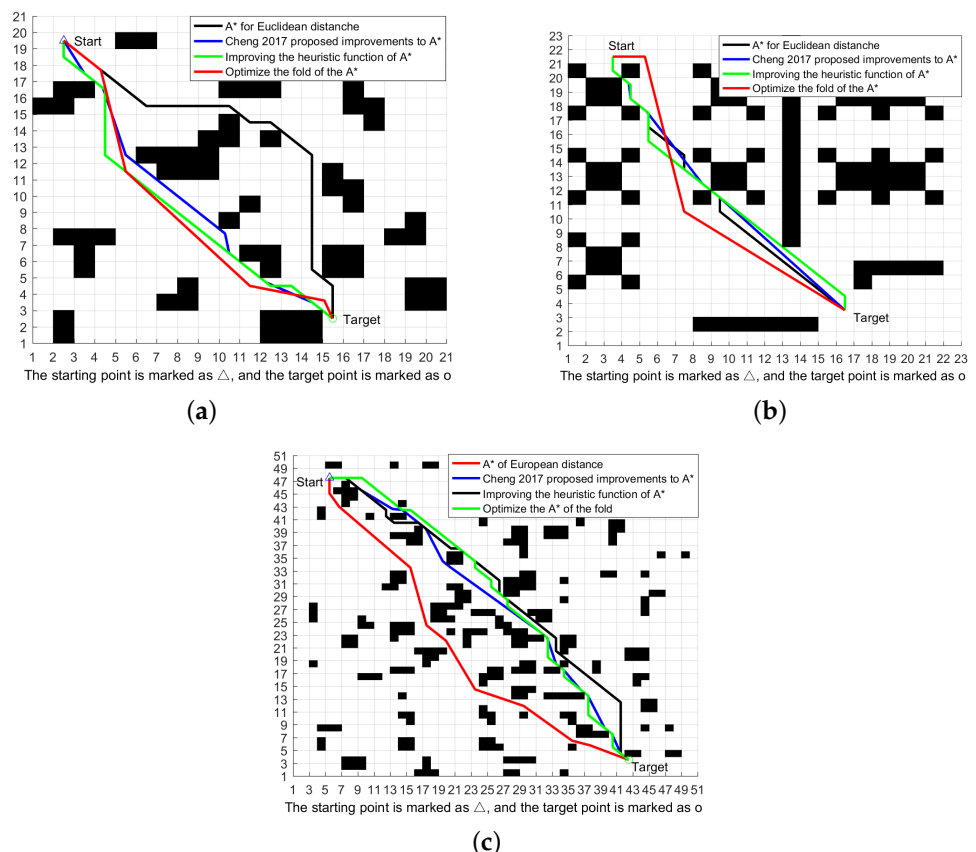 21
20
19
18
17
16
15
14
13
12
11
10
9
8
7
6
5
4
3
2
1
Start
A* for Euclidean distanche
Cheng 2017 proposed improvements to A*
Improving the heuristic function of A*
Optimize the fold of the A*
Target
1 2 3 4 5 6 7 8 9 10 11 12 13 14 15 16 17 18 19 20 21
The starting point is marked as △, and the target point is marked as o
(a)
23
22
21
20
19
18
17
16
15
14
13
12
11
10
9
8
7
6
5
4
3
2
1
Start
A* for Euclidean distanche
Cheng 2017 proposed improvements to A*
Improving the heuristic function of A*
Optimize the fold of the A*
Target
1 2 3 4 5 6 7 8 9 10 11 12 13 14 15 16 17 18 19 20 21 22 23
The starting point is marked as △, and the target point is marked as o
(b)
51
49
47
45
43
41
39
37
35
33
31
29
27
25
23
21
19
17
15
13
11
9
7
5
3
1
Start
A* of European distance
Cheng 2017 proposed improvements to A*
Improving the heuristic function of A*
Optimize the A* of the fold
Target
1 3 5 7 9 11 13 15 17 19 21 23 25 27 29 31 33 35 37 39 41 43 45 47 49 51
The starting point is marked as △, and the target point is marked as o
(c)